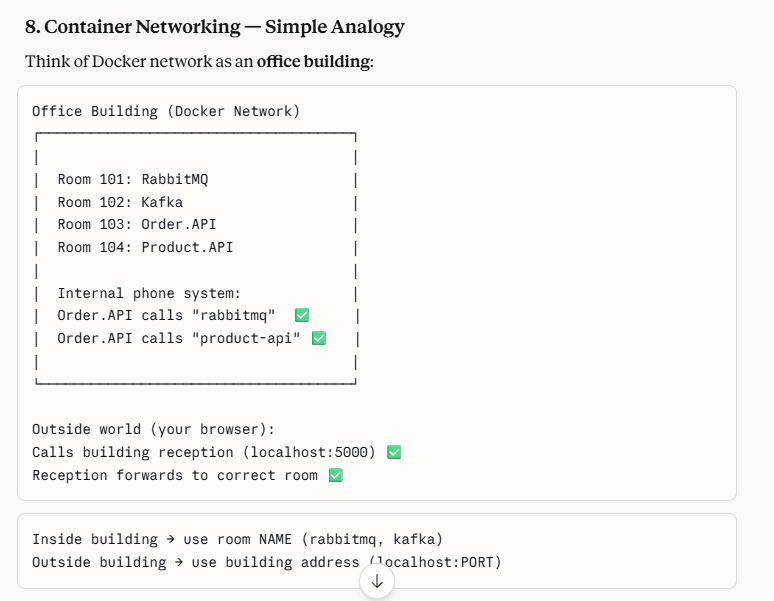 8. Container Networking — Simple Analogy
Think of Docker network as an office building:
Office Building (Docker Network)
Room 101: RabbitMQ
Room 102: Kafka
Room 103: Order.API
Room 104: Product.API
Internal phone system:
Order.API calls "rabbitmq" ✅
Order.API calls "product-api" ✅
Outside world (your browser):
Calls building reception (localhost:5000) ✅
Reception forwards to correct room ✅
Inside building → use room NAME (rabbitmq, kafka)
Outside building → use building address (localhost:PORT)